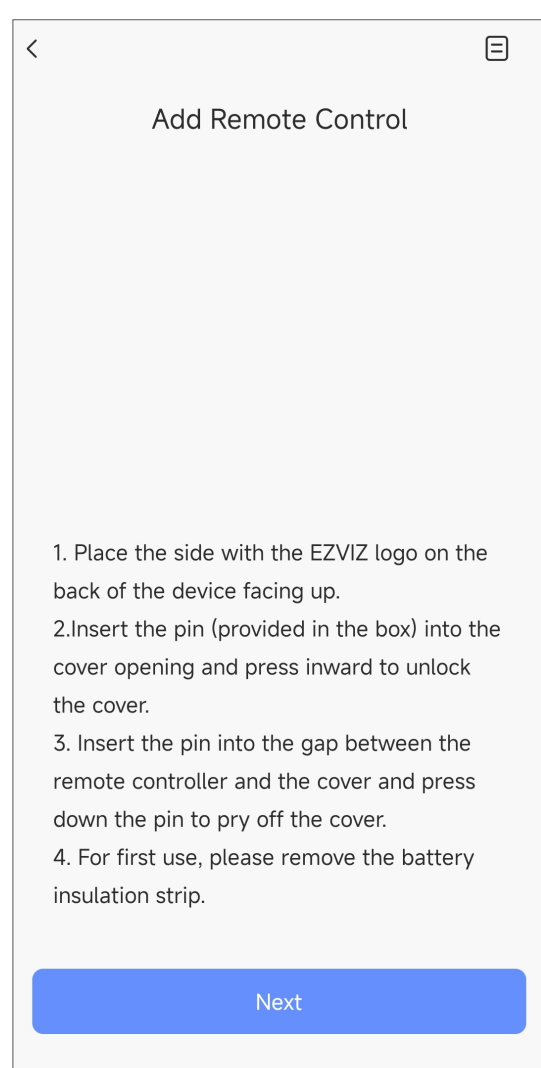 Add Remote Control
1. Place the side with the EZVIZ logo on the
back of the device facing up.
2.Insert the pin (provided in the box) into the
cover opening and press inward to unlock
the cover.
3. Insert the pin into the gap between the
remote controller and the cover and press
down the pin to pry off the cover.
4. For first use, please remove the battery
insulation strip.
Next